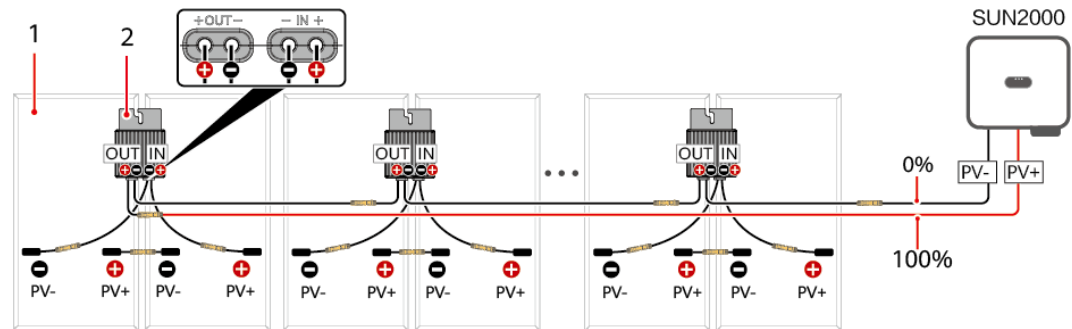 SUN2000
1
2
+OUT−
− IN +
OUT IN
OUT IN
OUT IN
0%
PV- PV+
100%
PV- PV+ PV- PV+
PV- PV+ PV- PV+
PV- PV+ PV- PV+